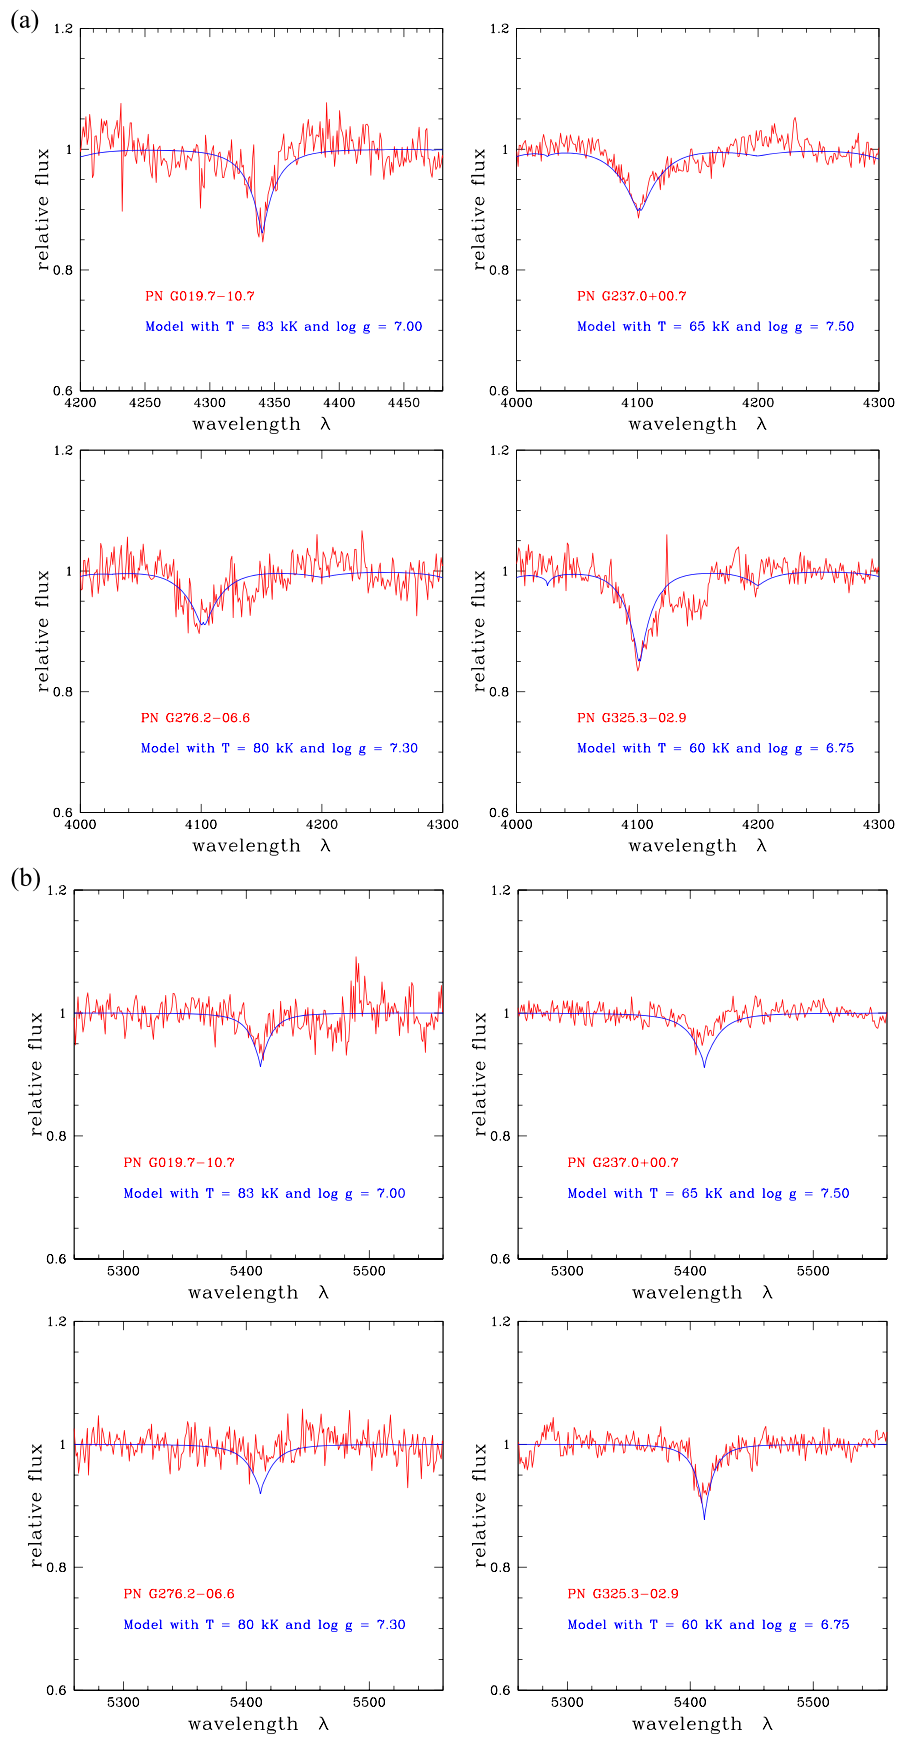 (a)
1.2
1
0.8
0.6
relative flux
PN G019.7−10.7
Model with T = 83 kK and log g = 7.00
4200 4250 4300 4350 4400 4450
wavelength λ
1.2
1
0.8
0.6
relative flux
PN G237.0+00.7
Model with T = 65 kK and log g = 7.50
4000 4100 4200 4300
wavelength λ
1.2
1
0.8
0.6
relative flux
PN G276.2−06.6
Model with T = 80 kK and log g = 7.30
4000 4100 4200 4300
wavelength λ
1.2
1
0.8
0.6
relative flux
PN G325.3−02.9
Model with T = 60 kK and log g = 6.75
4000 4100 4200 4300
wavelength λ
(b)
1.2
1
0.8
0.6
relative flux
PN G019.7−10.7
Model with T = 83 kK and log g = 7.00
5300 5400 5500
wavelength λ
1.2
1
0.8
0.6
relative flux
PN G237.0+00.7
Model with T = 65 kK and log g = 7.50
5300 5400 5500
wavelength λ
1.2
1
0.8
0.6
relative flux
PN G276.2−06.6
Model with T = 80 kK and log g = 7.30
5300 5400 5500
wavelength λ
1.2
1
0.8
0.6
relative flux
PN G325.3−02.9
Model with T = 60 kK and log g = 6.75
5300 5400 5500
wavelength λ